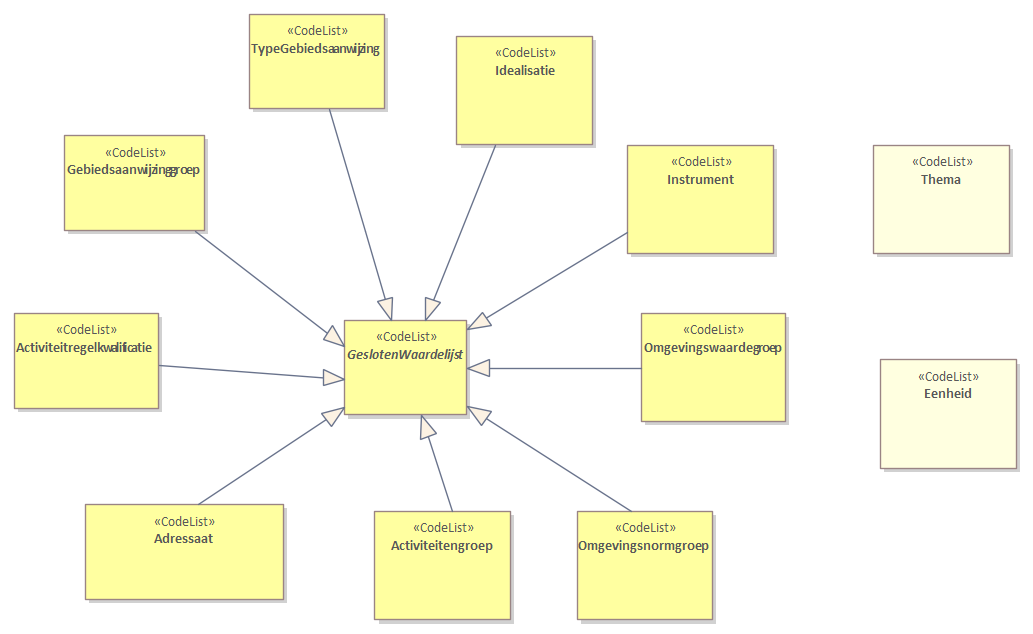 «CodeList»
TypeGebiedsaanwijzing
«CodeList»
Idealisatie
«CodeList»
Gebiedsaanwijzinggroep
«CodeList»
Instrument
«CodeList»
Thema
«CodeList»
Activiteitregelkwalificatie
«CodeList»
GeslotenWaardelijst
«CodeList»
Omgevingswaardegroep
«CodeList»
Eenheid
«CodeList»
Adressaat
«CodeList»
Activiteitengroep
«CodeList»
Omgevingsnormgroep